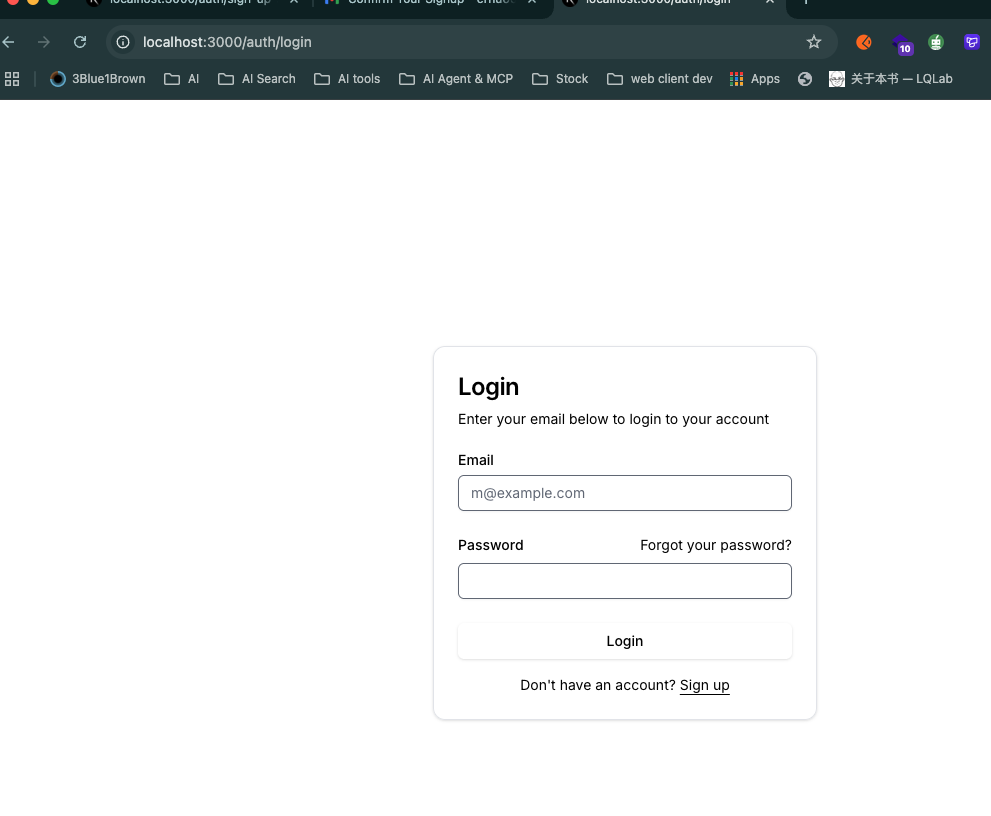 localhost:3000/auth/sign-up
Confirm Your Signup
localhost:3000/auth/login
localhost:3000/auth/login
10
3Blue1Brown
AI
AI Search
AI tools
AI Agent & MCP
Stock
web client dev
Apps
关于本书 — LQLab
Login
Enter your email below to login to your account
Email
m@example.com
Password
Forgot your password?
Login
Don't have an account? Sign up